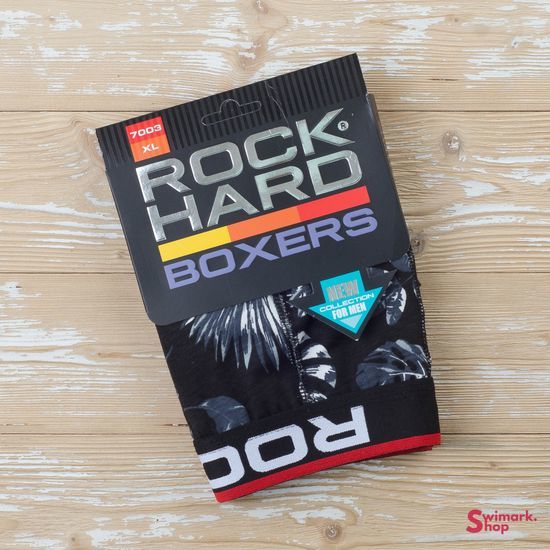 7003
XL
ROCK
HARD®
BOXERS
NEW
COLLECTION
FOR MEN
ROC
Swimark.
Shop